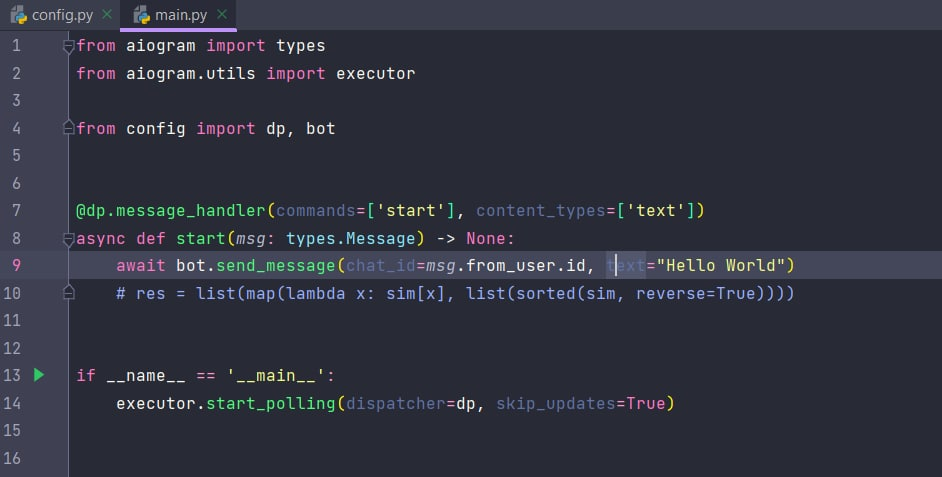 config.py main.py
1 from aiogram import types
2 from aiogram.utils import executor
3
4 from config import dp, bot
5
6
7 @dp.message_handler(commands=['start'], content_types=['text'])
8 async def start(msg: types.Message) -> None:
9 await bot.send_message(chat_id=msg.from_user.id, text="Hello World")
10 # res = list(map(lambda x: sim[x], list(sorted(sim, reverse=True))))
11
12
13 if __name__ == '__main__':
14 executor.start_polling(dispatcher=dp, skip_updates=True)
15
16